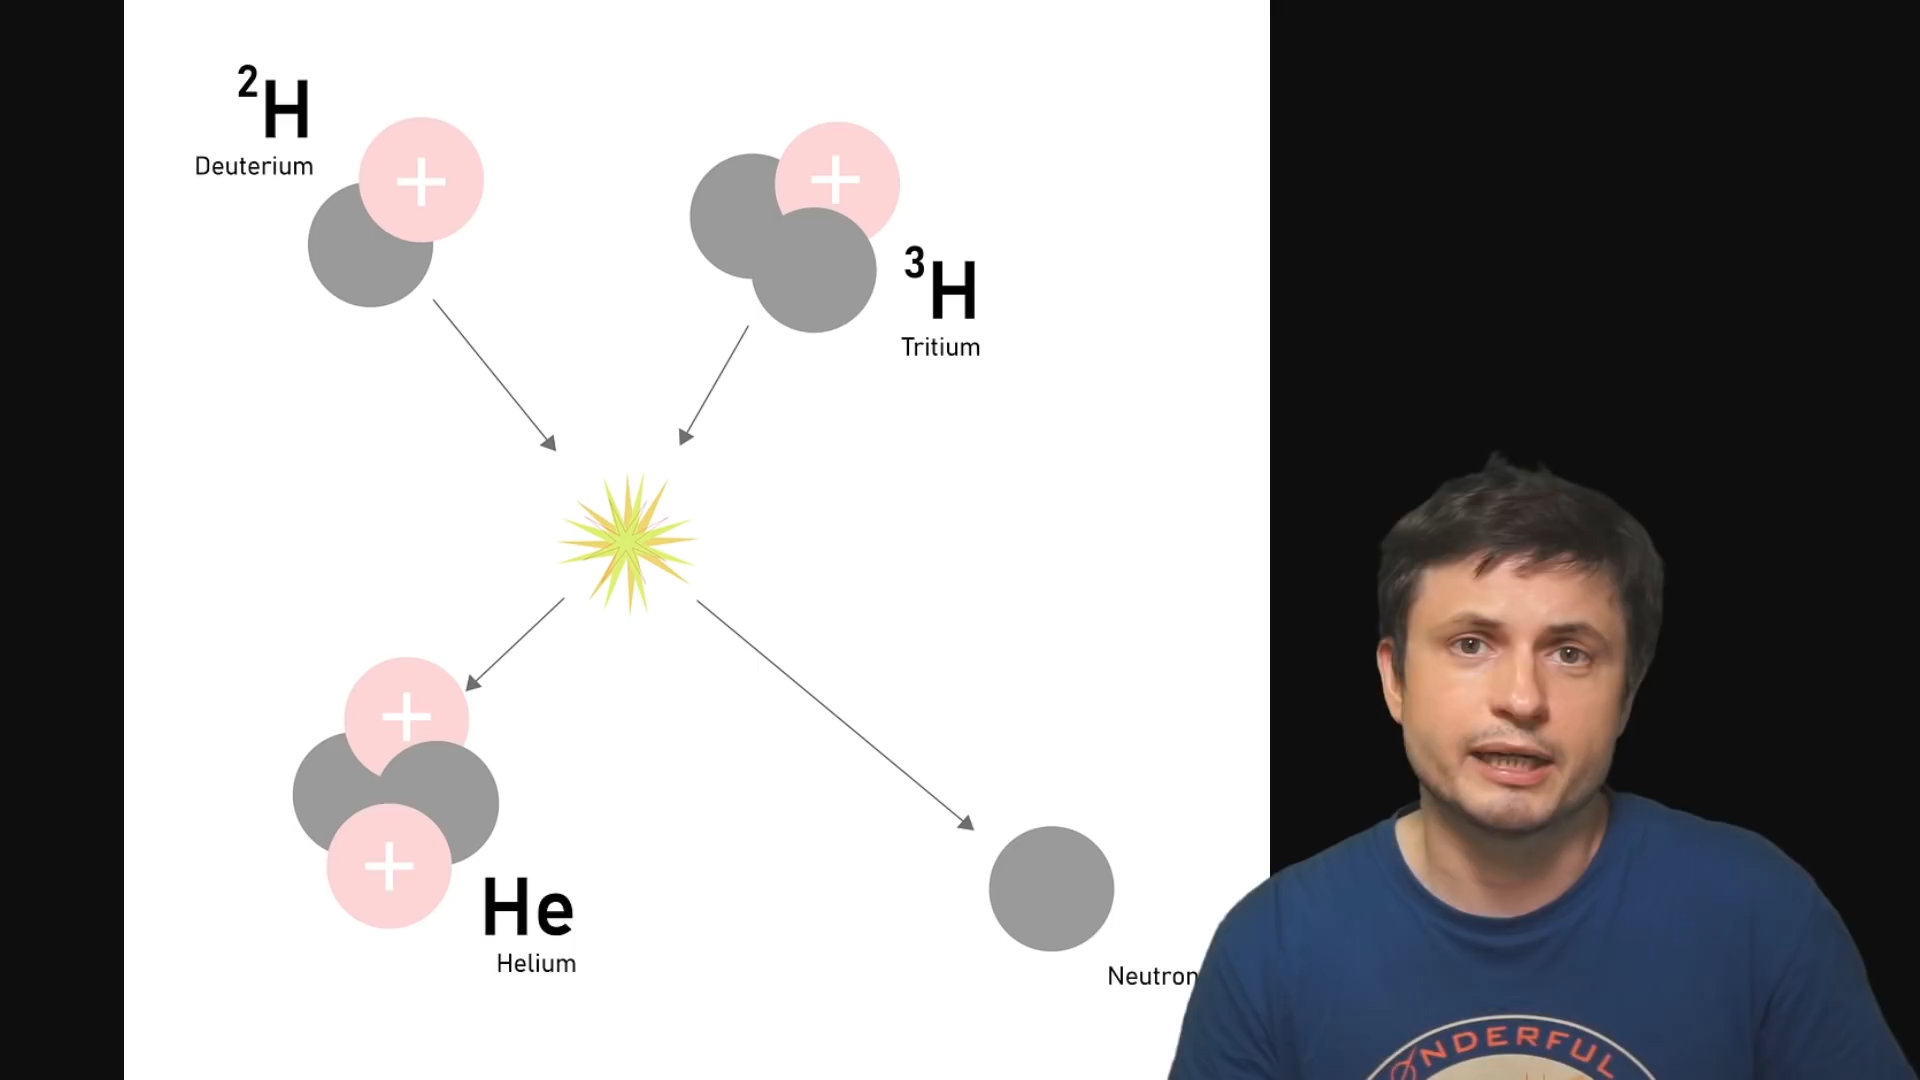 ²H
Deuterium
³H
Tritium
He
Helium
Neutron
NDERFUL